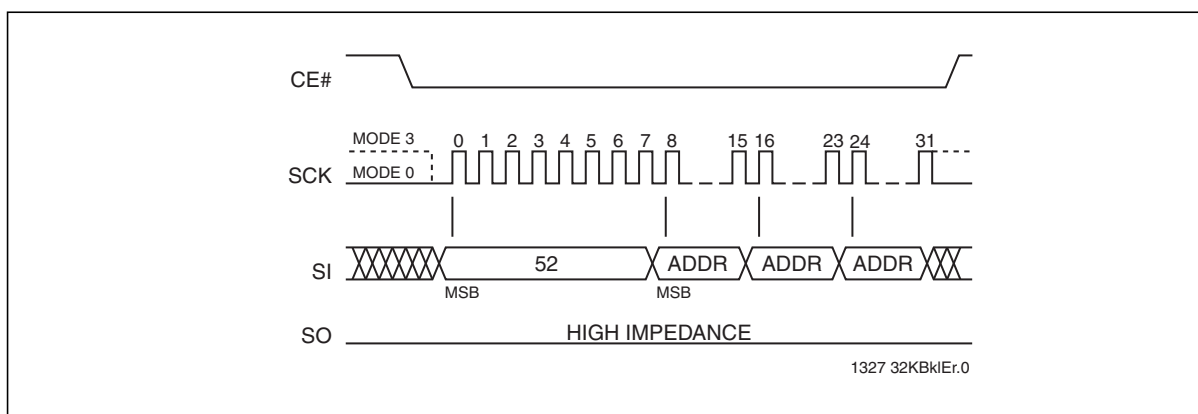 CE#
MODE 3
0 1 2 3 4 5 6 7 8 15 16 23 24 31
SCK
MODE 0
SI
52 ADDR ADDR ADDR
MSB MSB
SO
HIGH IMPEDANCE
1327 32KBklEr.0